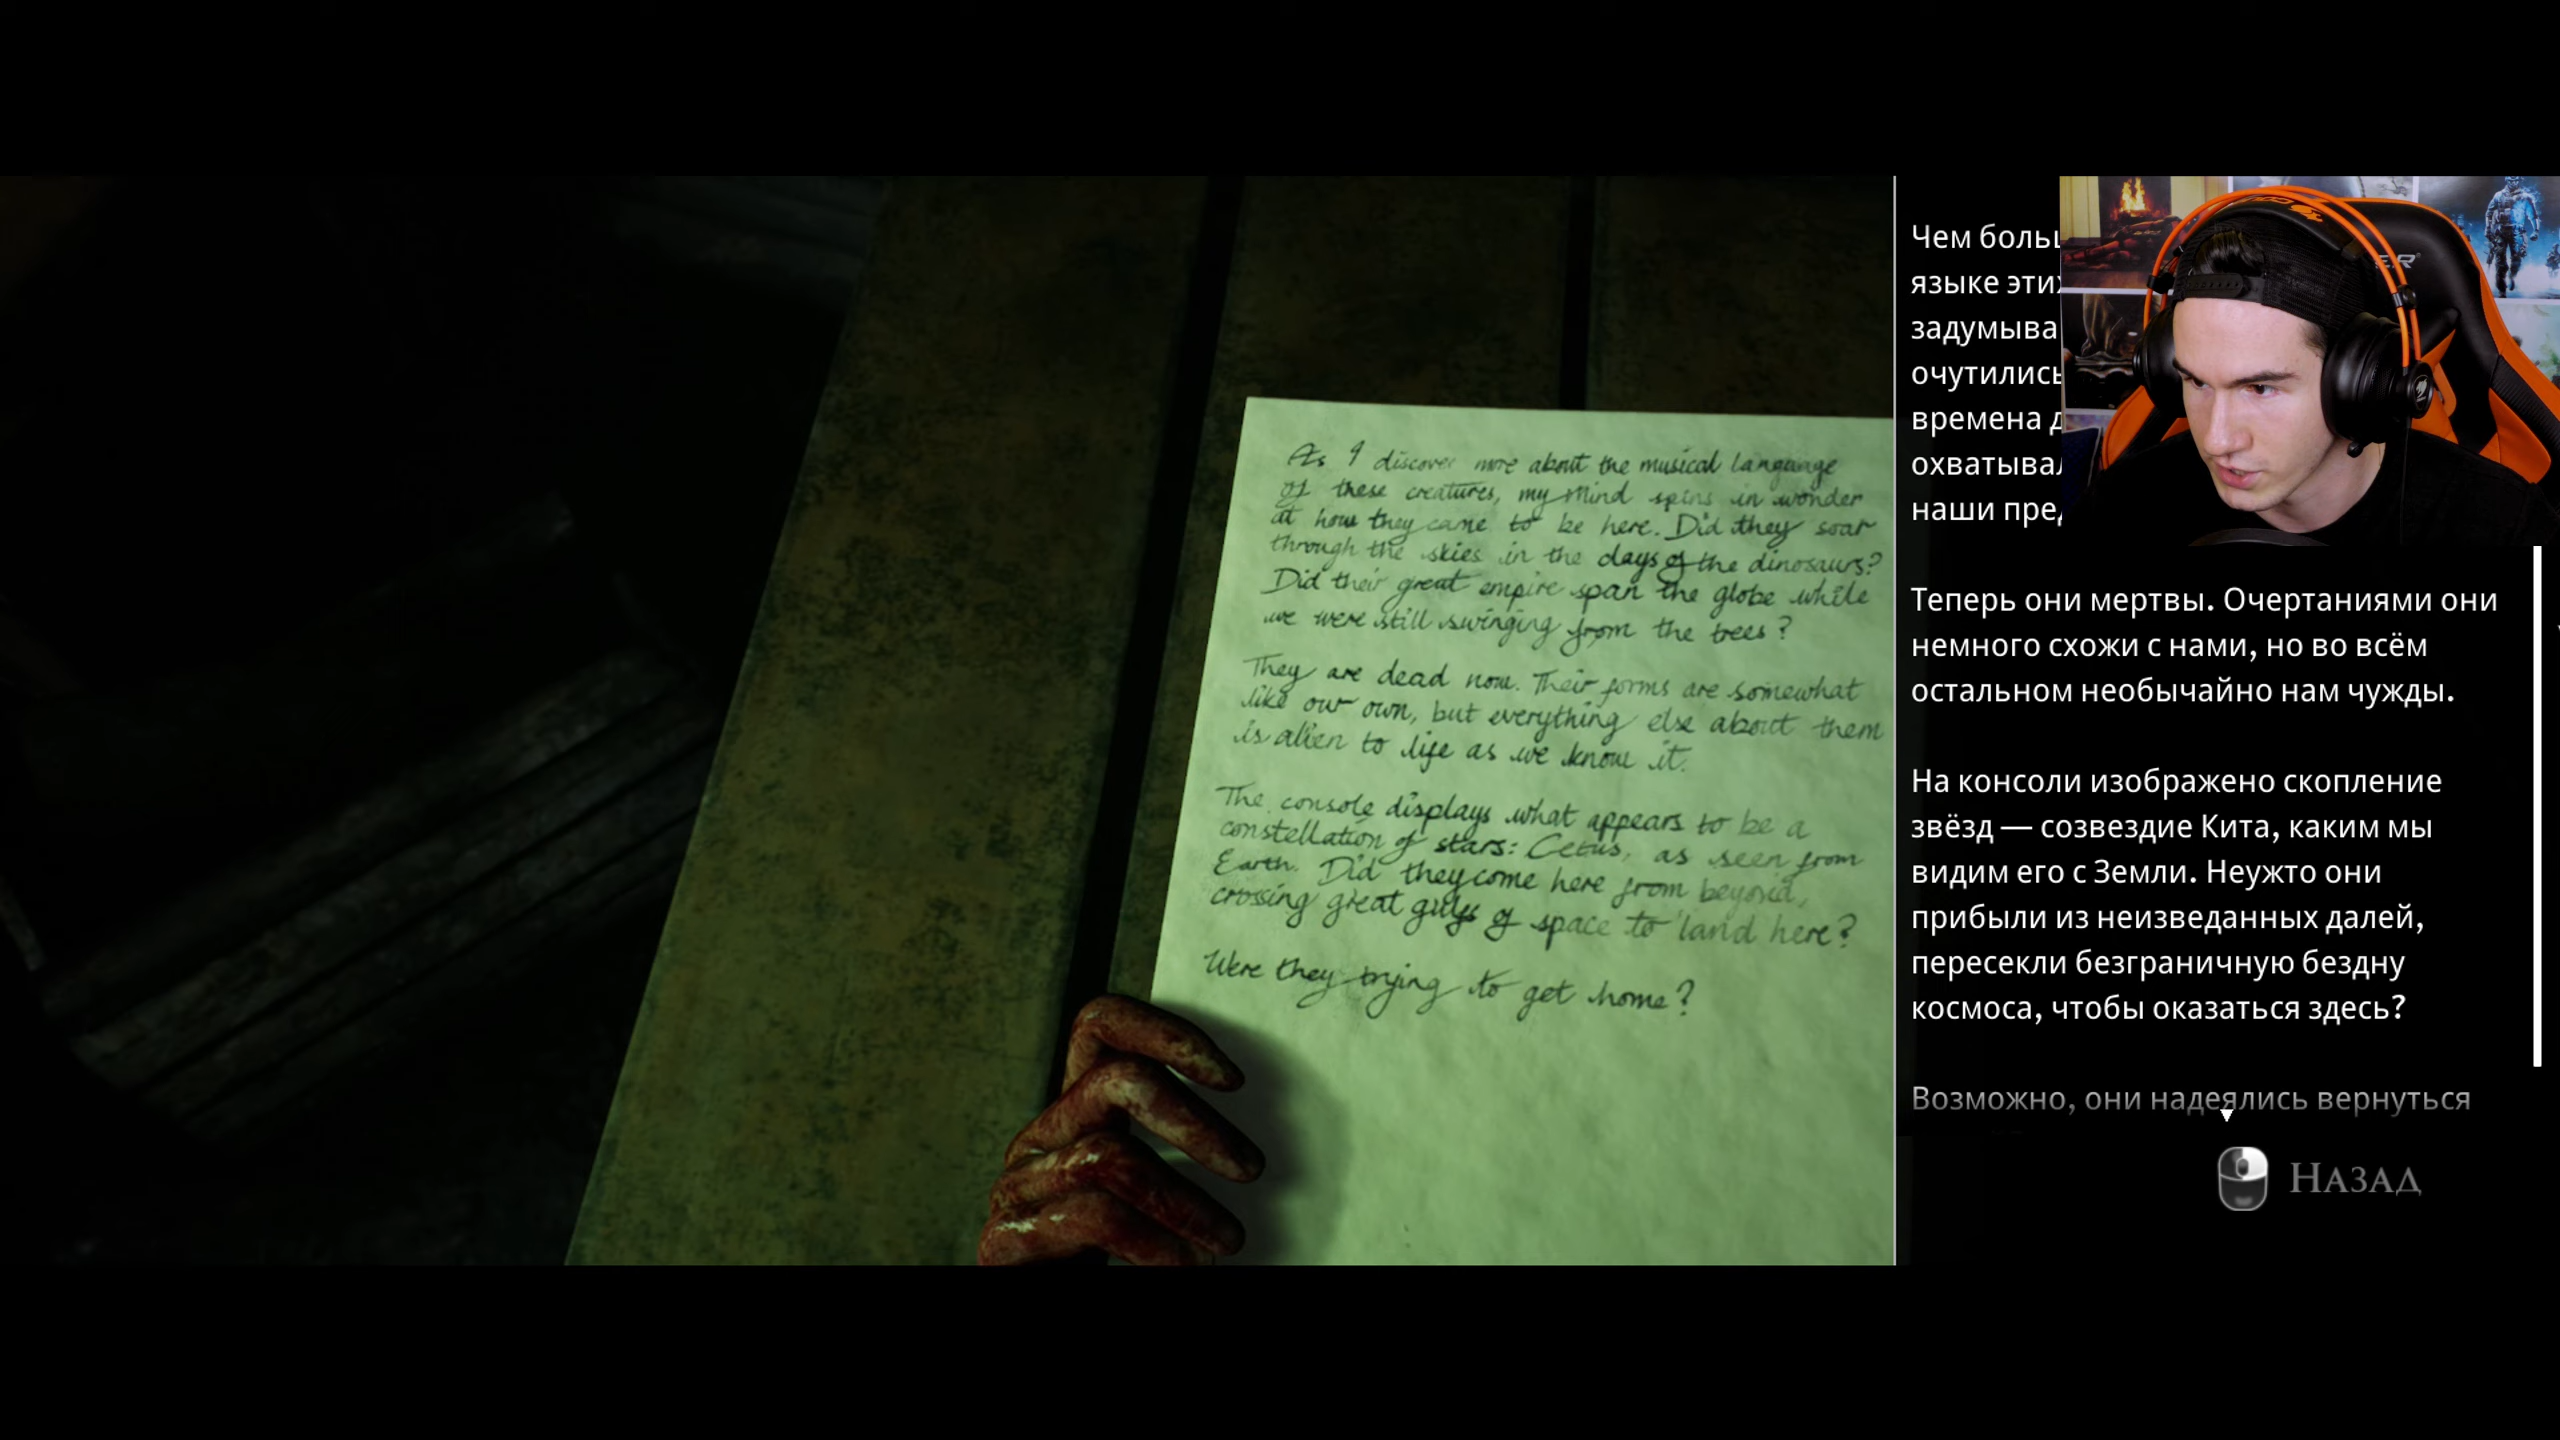 As I discover more about the musical language
of these creatures, my mind spins in wonder
at how they came to be here. Did they soar
through the skies in the days of the dinosaurs?
Did their great empire span the globe while
we were still swinging from the trees?
They are dead now. Their forms are somewhat
like our own, but everything else about them
is alien to life as we know it.
The console displays what appears to be a
constellation of stars: Cetus, as seen from
Earth. Did they come here from beyond,
crossing great gulfs of space to land here?
Were they trying to get home?
Чем
языке
времена
наши
Теперь они мертвы. Очертаниями они
немного схожи с нами, но во всём
остальном необычайно нам чужды.
На консоли изображено скопление
звёзд — созвездие Кита, каким мы
видим его с Земли. Неужто они
прибыли из неизведанных далей,
пересекли безграничную бездну
космоса, чтобы оказаться здесь?
Возможно, они надеялись вернуться
Назад